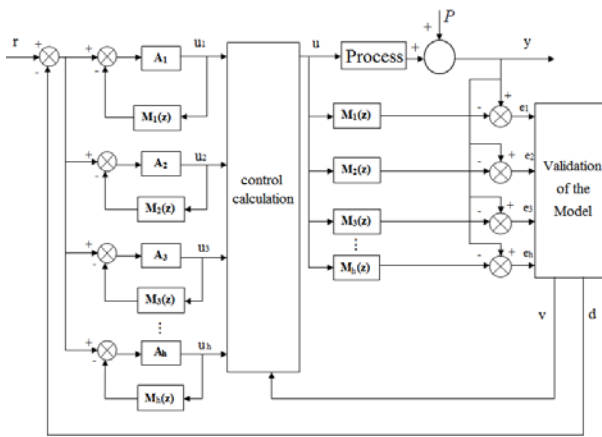 P
r
+
-
+
-
A1
u1
M1(z)
+
-
A2
u2
M2(z)
+
-
A3
u3
M3(z)
⋮
+
-
Ah
uh
Mh(z)
control
calculation
u
Process
+
+
y
M1(z)
-
+
e1
M2(z)
-
+
e2
M3(z)
-
+
e3
⋮
Mh(z)
-
+
eh
Validation
of the
Model
v
d